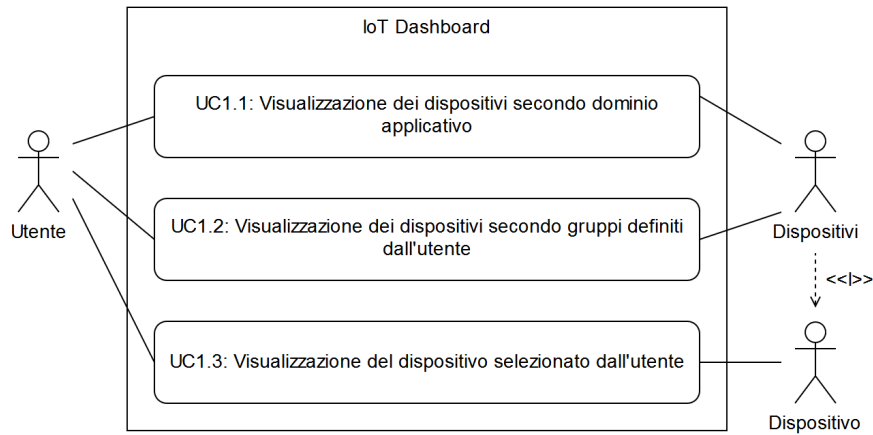 IoT Dashboard
UC1.1: Visualizzazione dei dispositivi secondo dominio
applicativo
Utente
UC1.2: Visualizzazione dei dispositivi secondo gruppi definiti
dall'utente
Dispositivi
<<I>>
UC1.3: Visualizzazione del dispositivo selezionato dall'utente
Dispositivo